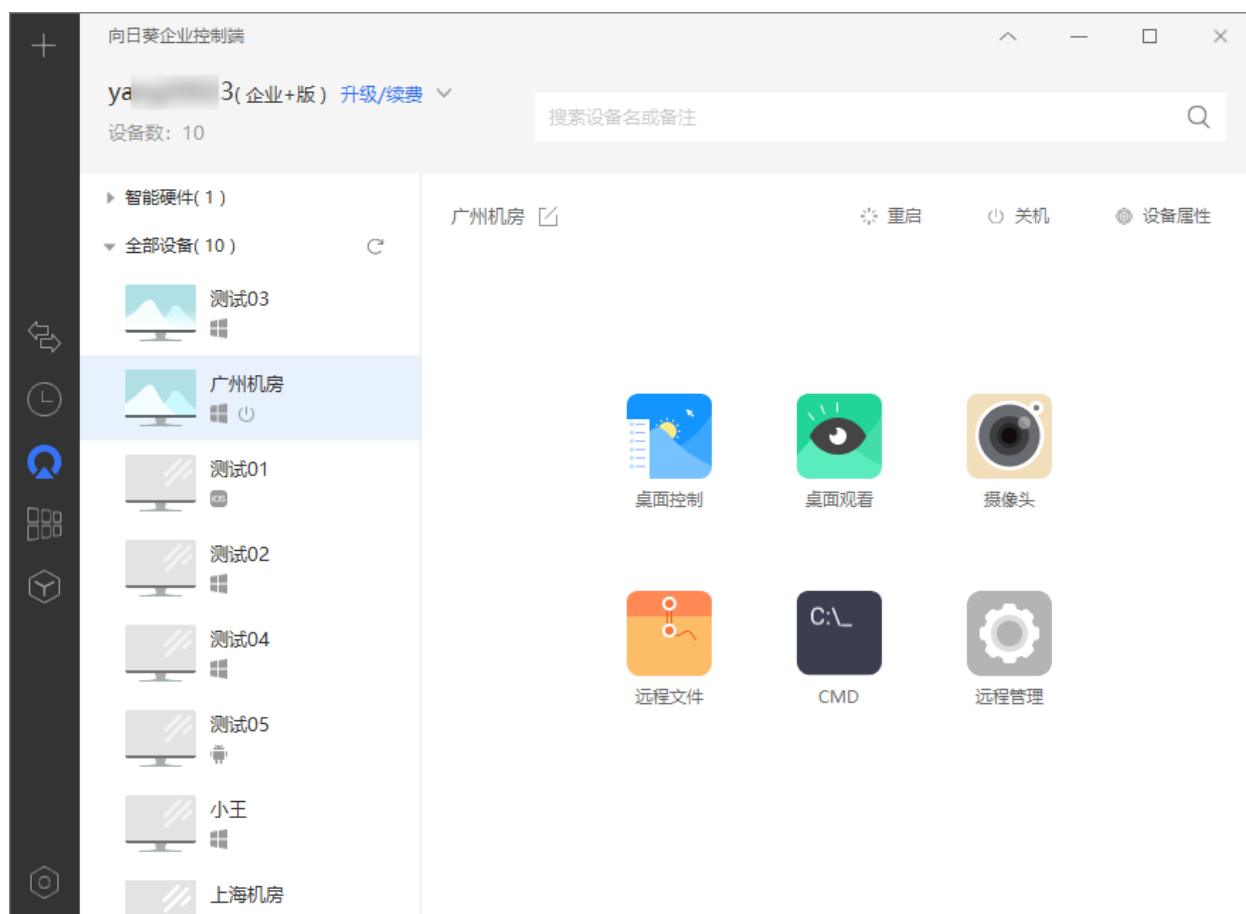 向日葵企业控制端
ya 3(企业+版) 升级/续费
设备数: 10
搜索设备名或备注
智能硬件( 1 )
全部设备( 10 )
测试03
广州机房
测试01
iOS
测试02
测试04
测试05
小王
上海机房
广州机房
重启
关机
设备属性
桌面控制
桌面观看
摄像头
C:\_
远程文件
CMD
远程管理